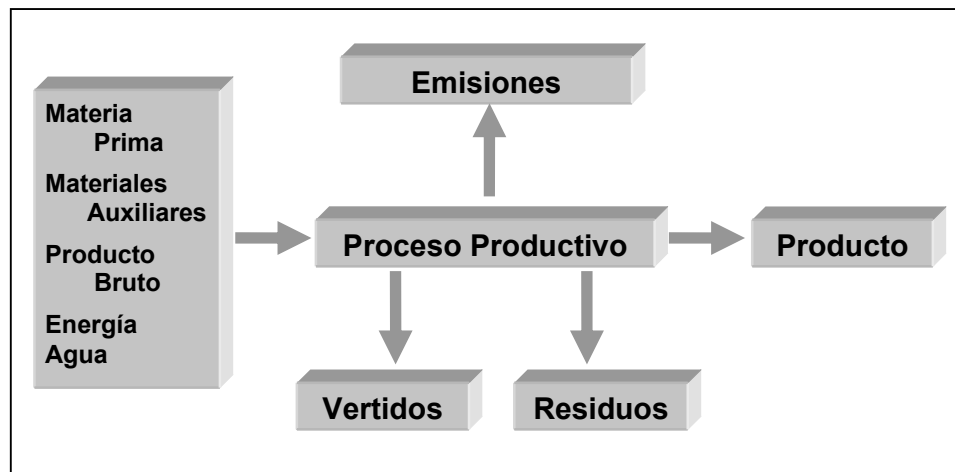 Emisiones
Materia
Prima
Materiales
Auxiliares
Producto
Bruto
Energía
Agua
Proceso Productivo
Producto
Vertidos
Residuos